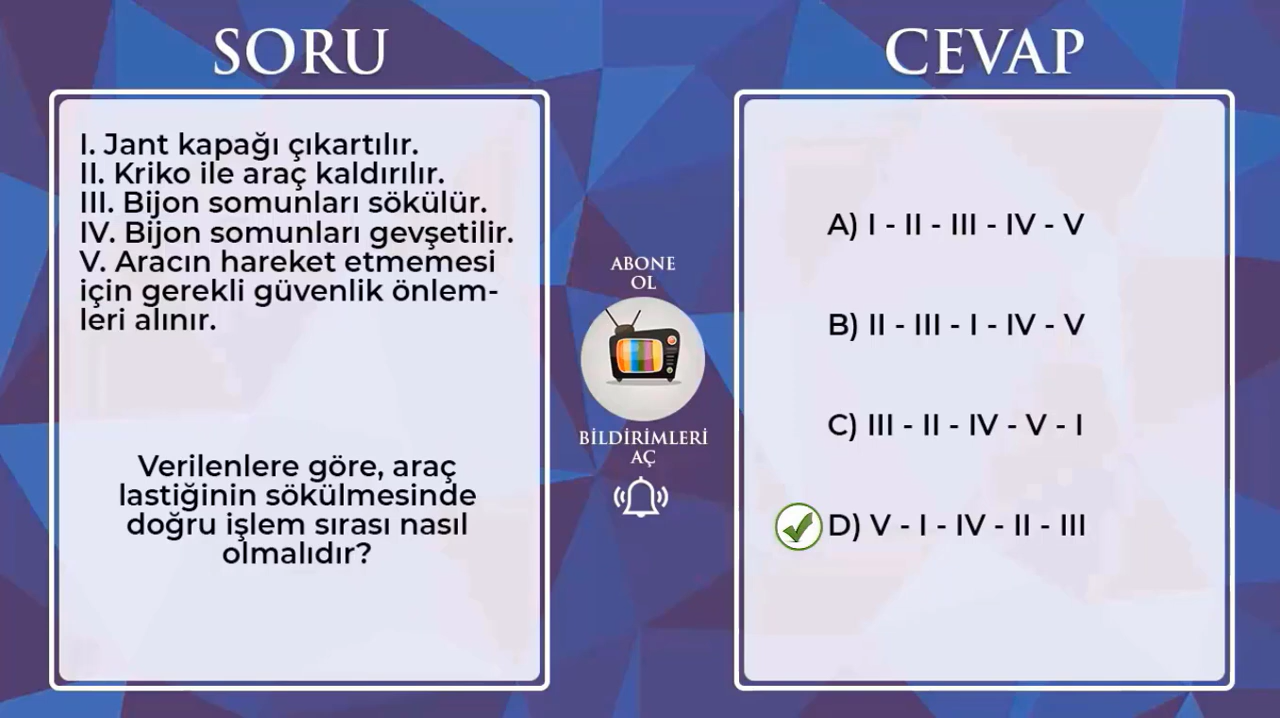 SORU
I. Jant kapağı çıkartılır.
II. Kriko ile araç kaldırılır.
III. Bijon somunları sökülür.
IV. Bijon somunları gevşetilir.
V. Aracın hareket etmemesi
için gerekli güvenlik önlem-
leri alınır.
Verilenlere göre, araç
lastiğinin sökülmesinde
doğru işlem sırası nasıl
olmalıdır?
ABONE
OL
BİLDİRİMLERİ
AÇ
CEVAP
A) I - II - III - IV - V
B) II - III - I - IV - V
C) III - II - IV - V - I
D) V - I - IV - II - III